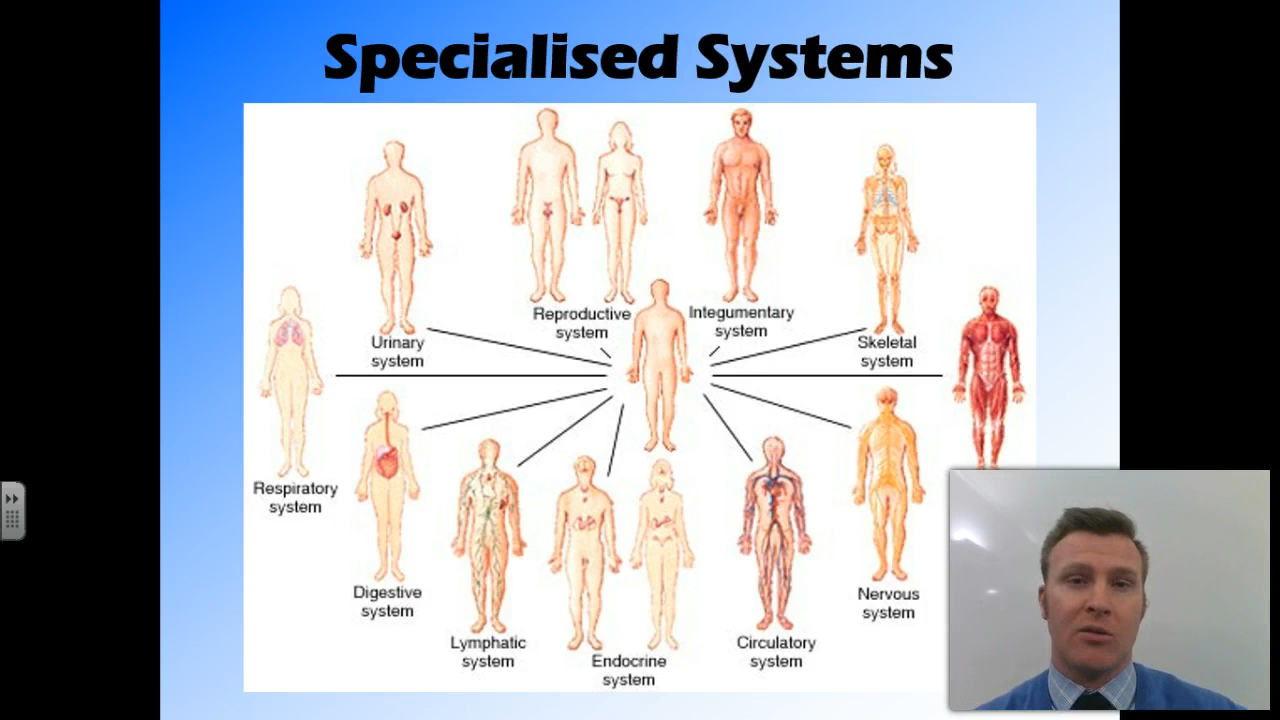 Specialised Systems
Reproductive
system
Integumentary
system
Urinary
system
Skeletal
system
Respiratory
system
Digestive
system
Nervous
system
Lymphatic
system
Circulatory
system
Endocrine
system